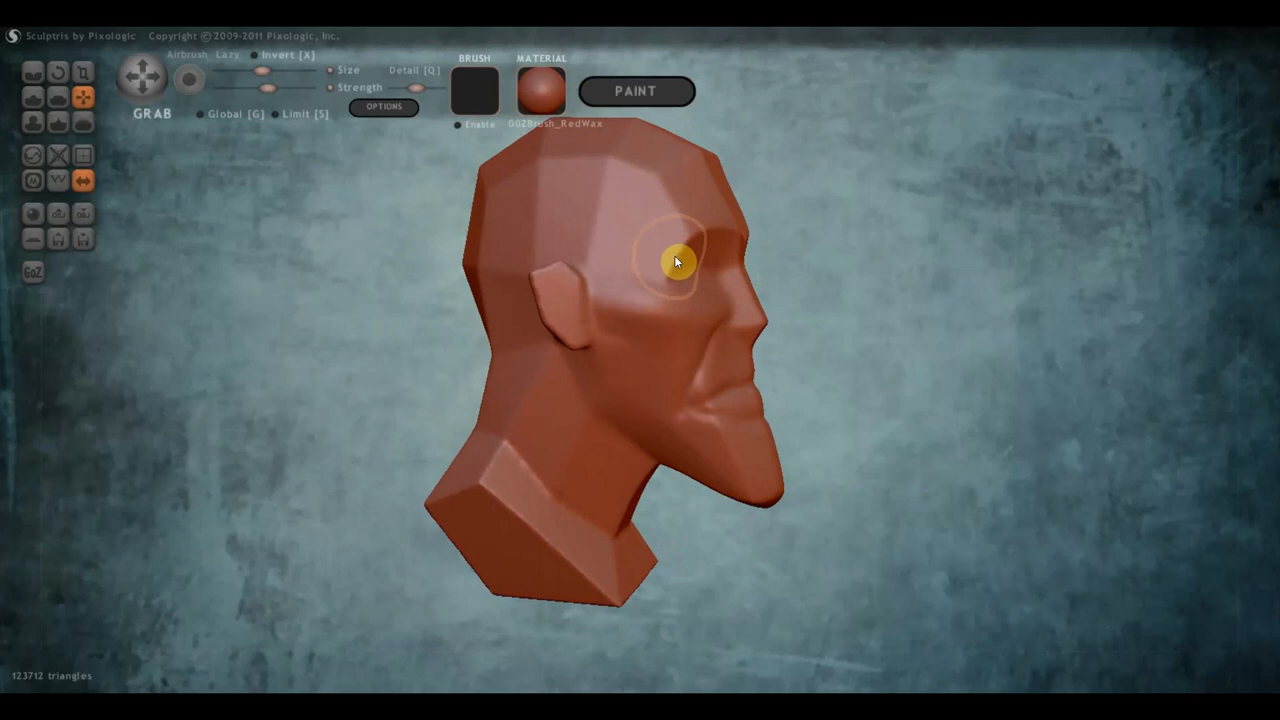 Sculptris by Pixologic Copyright © 2009-2011 Pixologic, Inc.
Airbrush Lazy Invert [X]
BRUSH MATERIAL
Size Detail [Q]
Strength
PAINT
OPTIONS
GRAB Global [G] Limit [S]
Enable 00ZBrush_RedWax
GoZ
123712 triangles